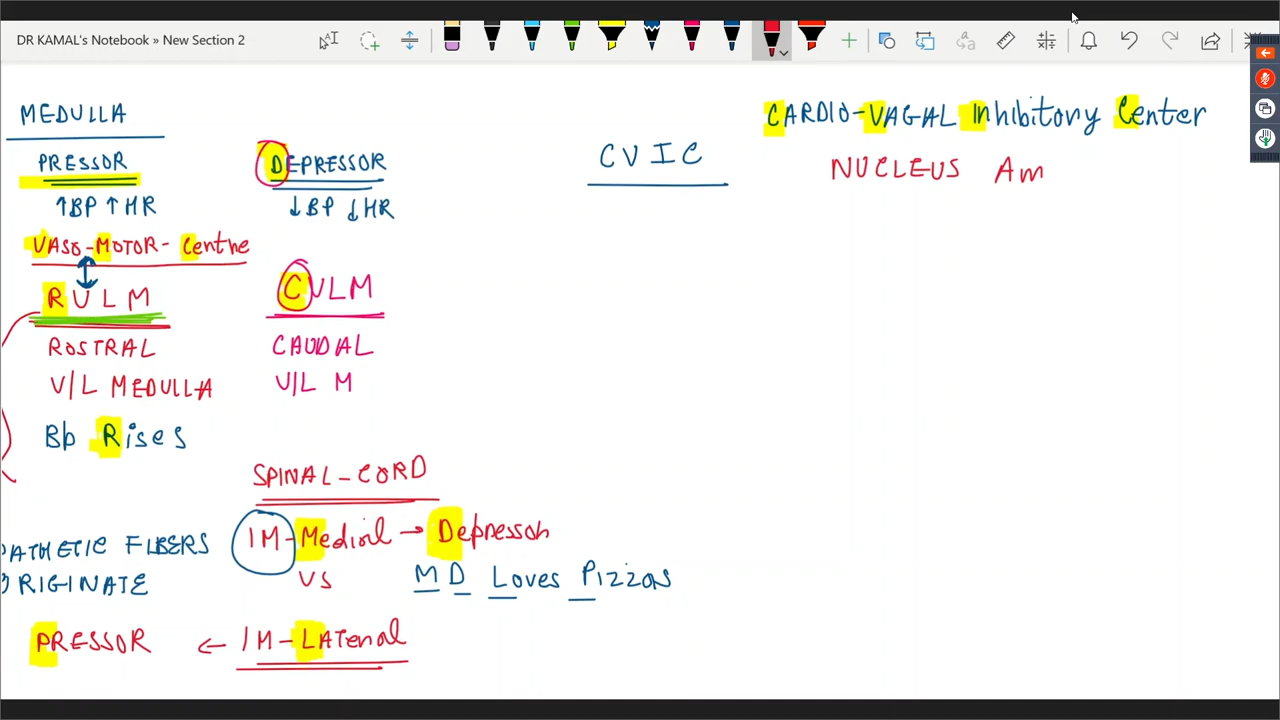 DR KAMAL's Notebook » New Section 2
MEDULLA
PRESSOR
↑BP ↑HR
VASO-MOTOR-Centre
RVLM
ROSTRAL
V/L MEDULLA
Bp Rises
DEPRESSOR
↓BP ↓HR
CVLM
CAUDAL
V/L M
CVIC
CARDIO-VAGAL Inhibitory Center
NUCLEUS Am
SPINAL-CORD
IM-Medial → Depressor
VS
MD Loves Pizzas
PRESSOR ← IM-LATeral
PATHETIC FIBERS
ORIGINATE